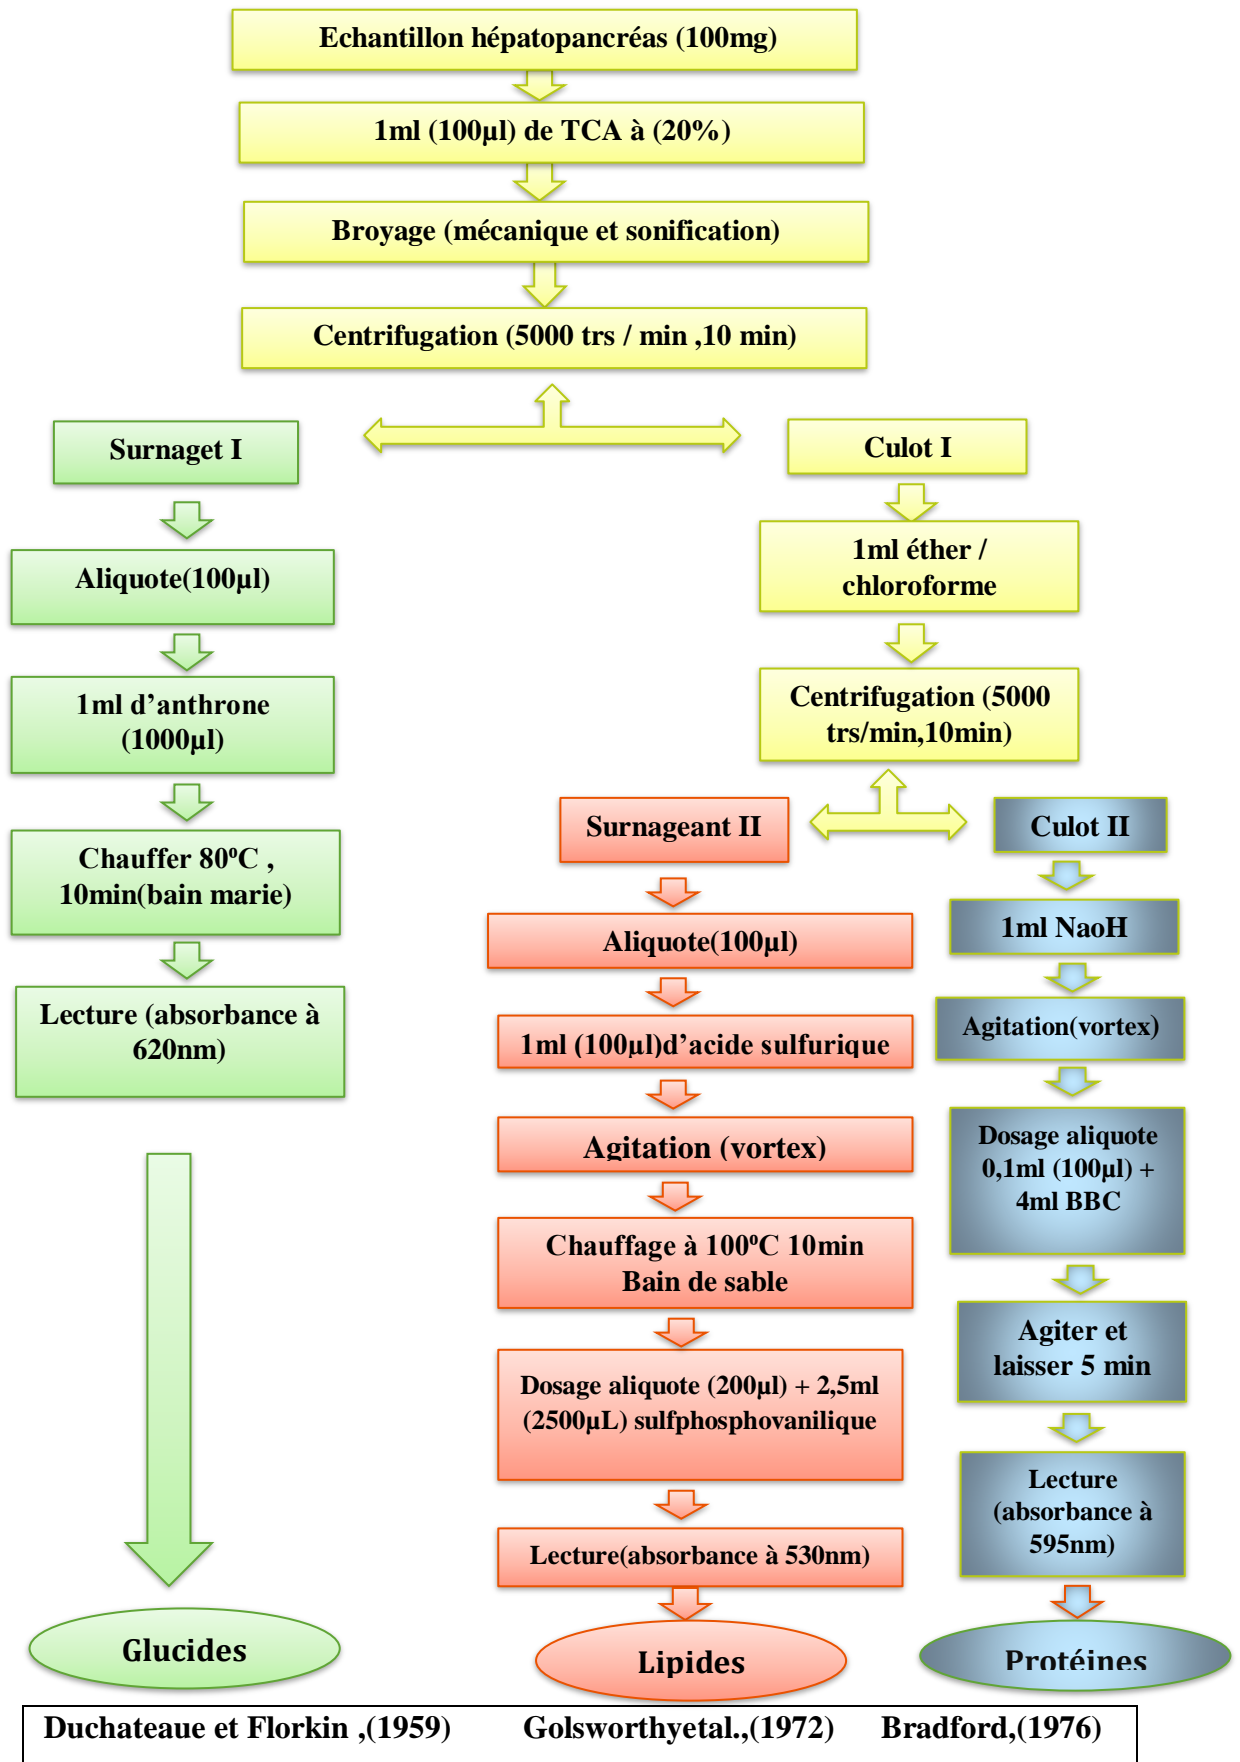 Echantillon hépatopancréas (100mg)
1ml (100µl) de TCA à (20%)
Broyage (mécanique et sonification)
Centrifugation (5000 trs / min ,10 min)
Surnaget I
Aliquote(100µl)
1ml d’anthrone
(1000µl)
Chauffer 80ºC ,
10min(bain marie)
Lecture (absorbance à
620nm)
Glucides
Culot I
1ml éther /
chloroforme
Centrifugation (5000
trs/min,10min)
Surnageant II
Aliquote(100µl)
1ml (100µl)d’acide sulfurique
Agitation (vortex)
Chauffage à 100ºC 10min
Bain de sable
Dosage aliquote (200µl) + 2,5ml
(2500µL) sulfphosphovanilique
Lecture(absorbance à 530nm)
Lipides
Culot II
1ml NaoH
Agitation(vortex)
Dosage aliquote
0,1ml (100µl) +
4ml BBC
Agiter et
laisser 5 min
Lecture
(absorbance à
595nm)
Protéines
Duchateaue et Florkin ,(1959) Golsworthyetal.,(1972) Bradford,(1976)